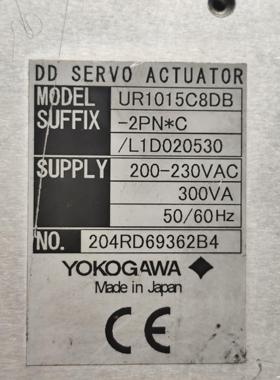 DD SERVO ACTUATOR
MODEL UR1015C8DB
SUFFIX -2PN*C
/L1D020530
SUPPLY 200-230VAC
300VA
50/60Hz
NO. 204RD69362B4
YOKOGAWA
Made in Japan
CE